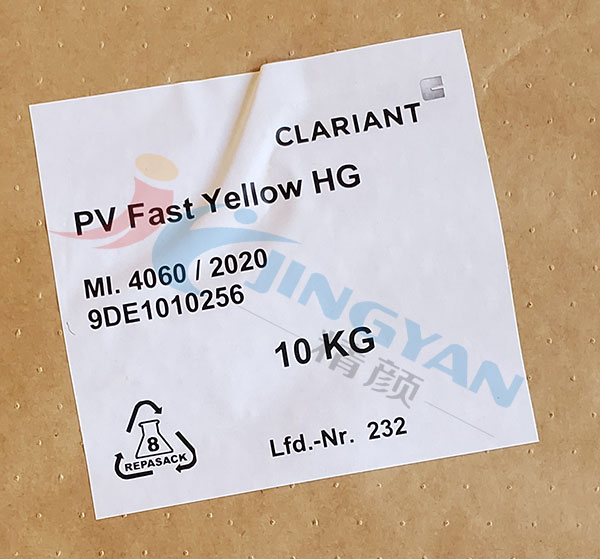 CLARIANT
PV Fast Yellow HG
MI. 4060 / 2020
9DE1010256
JINGYAN
精颜
10 KG
8
REPASACK
Lfd.-Nr. 232